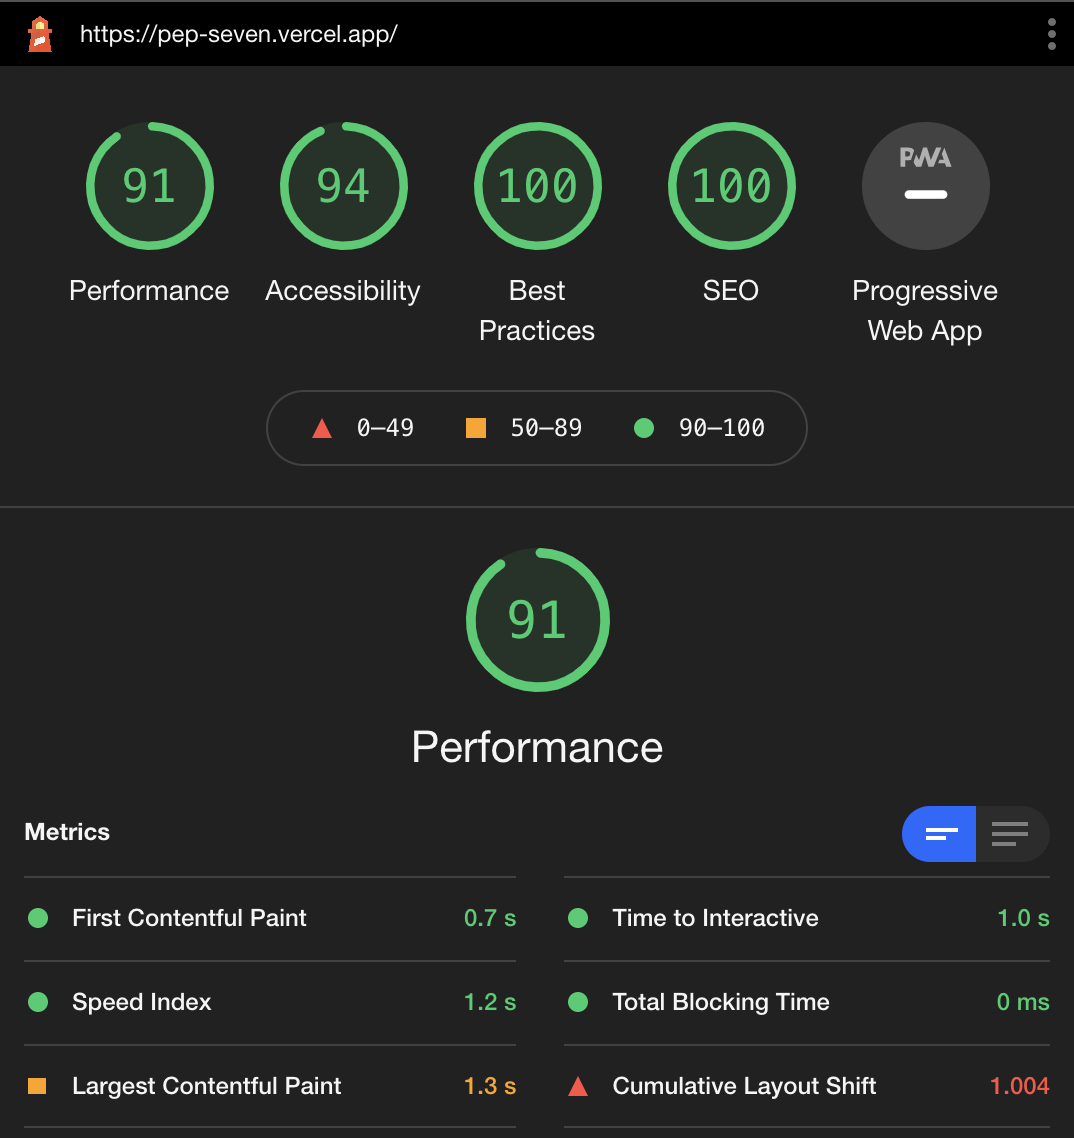 https://pep-seven.vercel.app/
91
94
100
100
PWA
Performance
Accessibility
Best
Practices
SEO
Progressive
Web App
0–49
50–89
90–100
91
Performance
Metrics
First Contentful Paint
0.7 s
Time to Interactive
1.0 s
Speed Index
1.2 s
Total Blocking Time
0 ms
Largest Contentful Paint
1.3 s
Cumulative Layout Shift
1.004